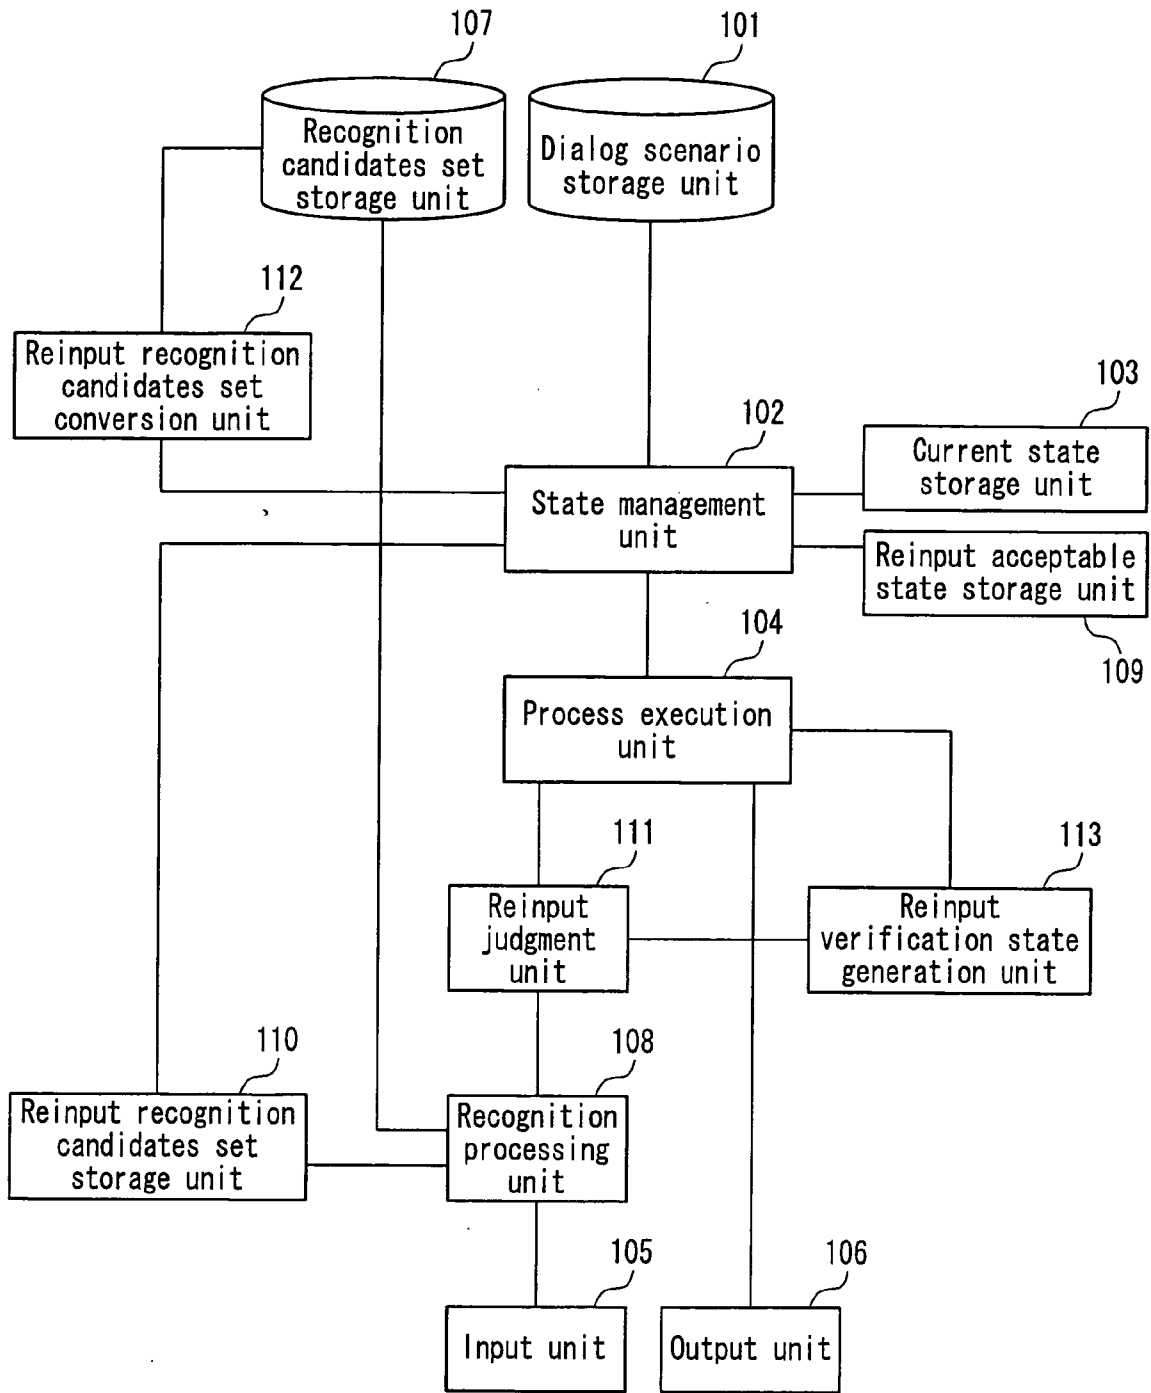 107
101
Recognition
candidates set
storage unit
Dialog scenario
storage unit
112
Reinput recognition
candidates set
conversion unit
103
Current state
storage unit
102
State management
unit
Reinput acceptable
state storage unit
109
104
Process execution
unit
111
Reinput
judgment
unit
113
Reinput
verification state
generation unit
110
Reinput recognition
candidates set
storage unit
108
Recognition
processing
unit
105
Input unit
106
Output unit